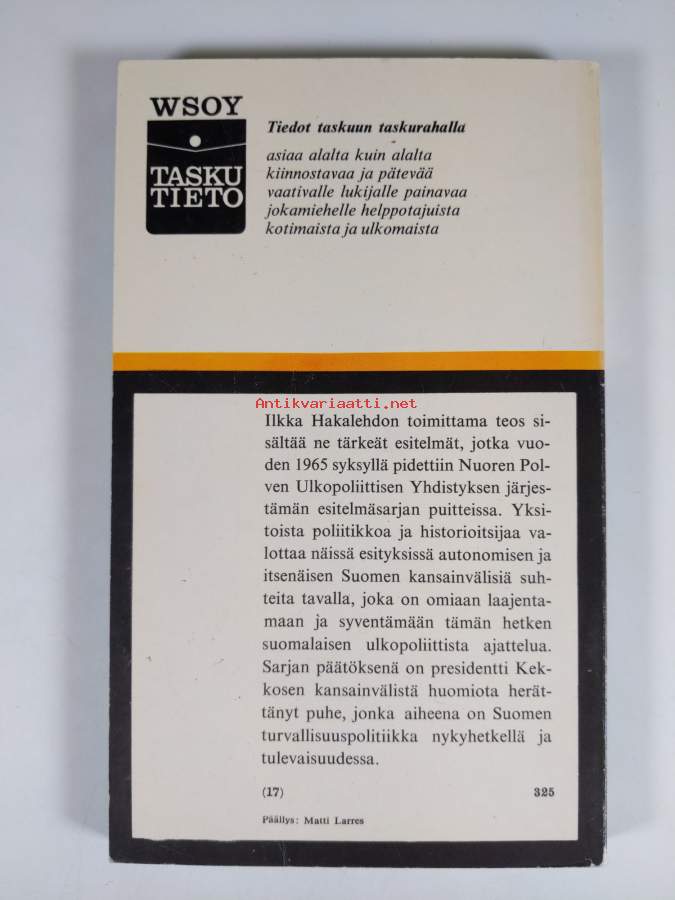 WSOY
TASKU
TIETO
Tiedot taskuun taskurahalla
asiaa alalta kuin alalta
kiinnostavaa ja pätevää
vaativalle lukijalle painavaa
jokamiehelle helppotajuista
kotimaista ja ulkomaista
Antikvariaatti.net
Ilkka Hakalehdon toimittama teos si-
sältää ne tärkeät esitelmät, jotka vuo-
den 1965 syksyllä pidettiin Nuoren Pol-
ven Ulkopoliittisen Yhdistyksen järjes-
tämän esitelmäsarjan puitteissa. Yksi-
toista poliitikkoa ja historioitsijaa va-
lottaa näissä esityksissä autonomisen ja
itsenäisen Suomen kansainvälisiä suh-
teita tavalla, joka on omiaan laajenta-
maan ja syventämään tämän hetken
suomalaisen ulkopoliittista ajattelua.
Sarjan päätöksenä on presidentti Kek-
kosen kansainvälistä huomiota herät-
tänyt puhe, jonka aiheena on Suomen
turvallisuuspolitiikka nykyhetkellä ja
tulevaisuudessa.
(17) 325
Päällys: Matti Larres